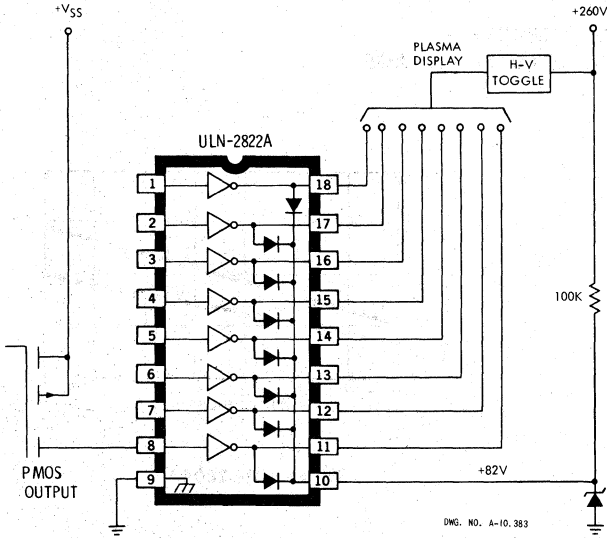 +VSS
+260V
PLASMA
DISPLAY
H-V
TOGGLE
ULN-2822A
1
18
2
17
3
16
4
15
5
14
6
13
7
12
8
11
9
10
100K
+82V
PMOS
OUTPUT
DWG. NO. A-10,383